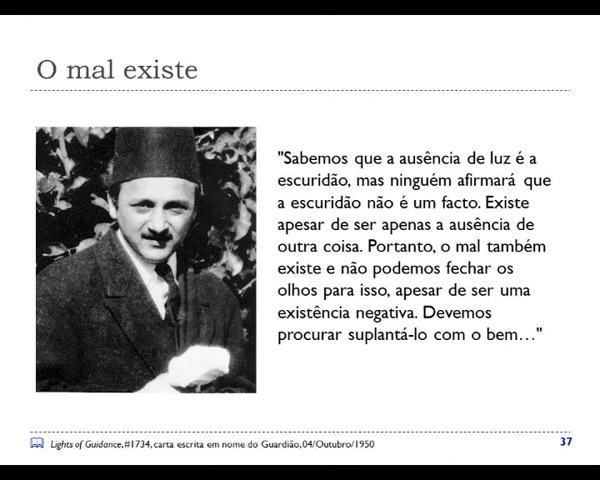 O mal existe
"Sabemos que a ausência de luz é a
escuridão, mas ninguém afirmará que
a escuridão não é um facto. Existe
apesar de ser apenas a ausência de
outra coisa. Portanto, o mal também
existe e não podemos fechar os
olhos para isso, apesar de ser uma
existência negativa. Devemos
procurar suplantá-lo com o bem…"
Lights of Guidance,#1734, carta escrita em nome do Guardião,04/Outubro/1950
37